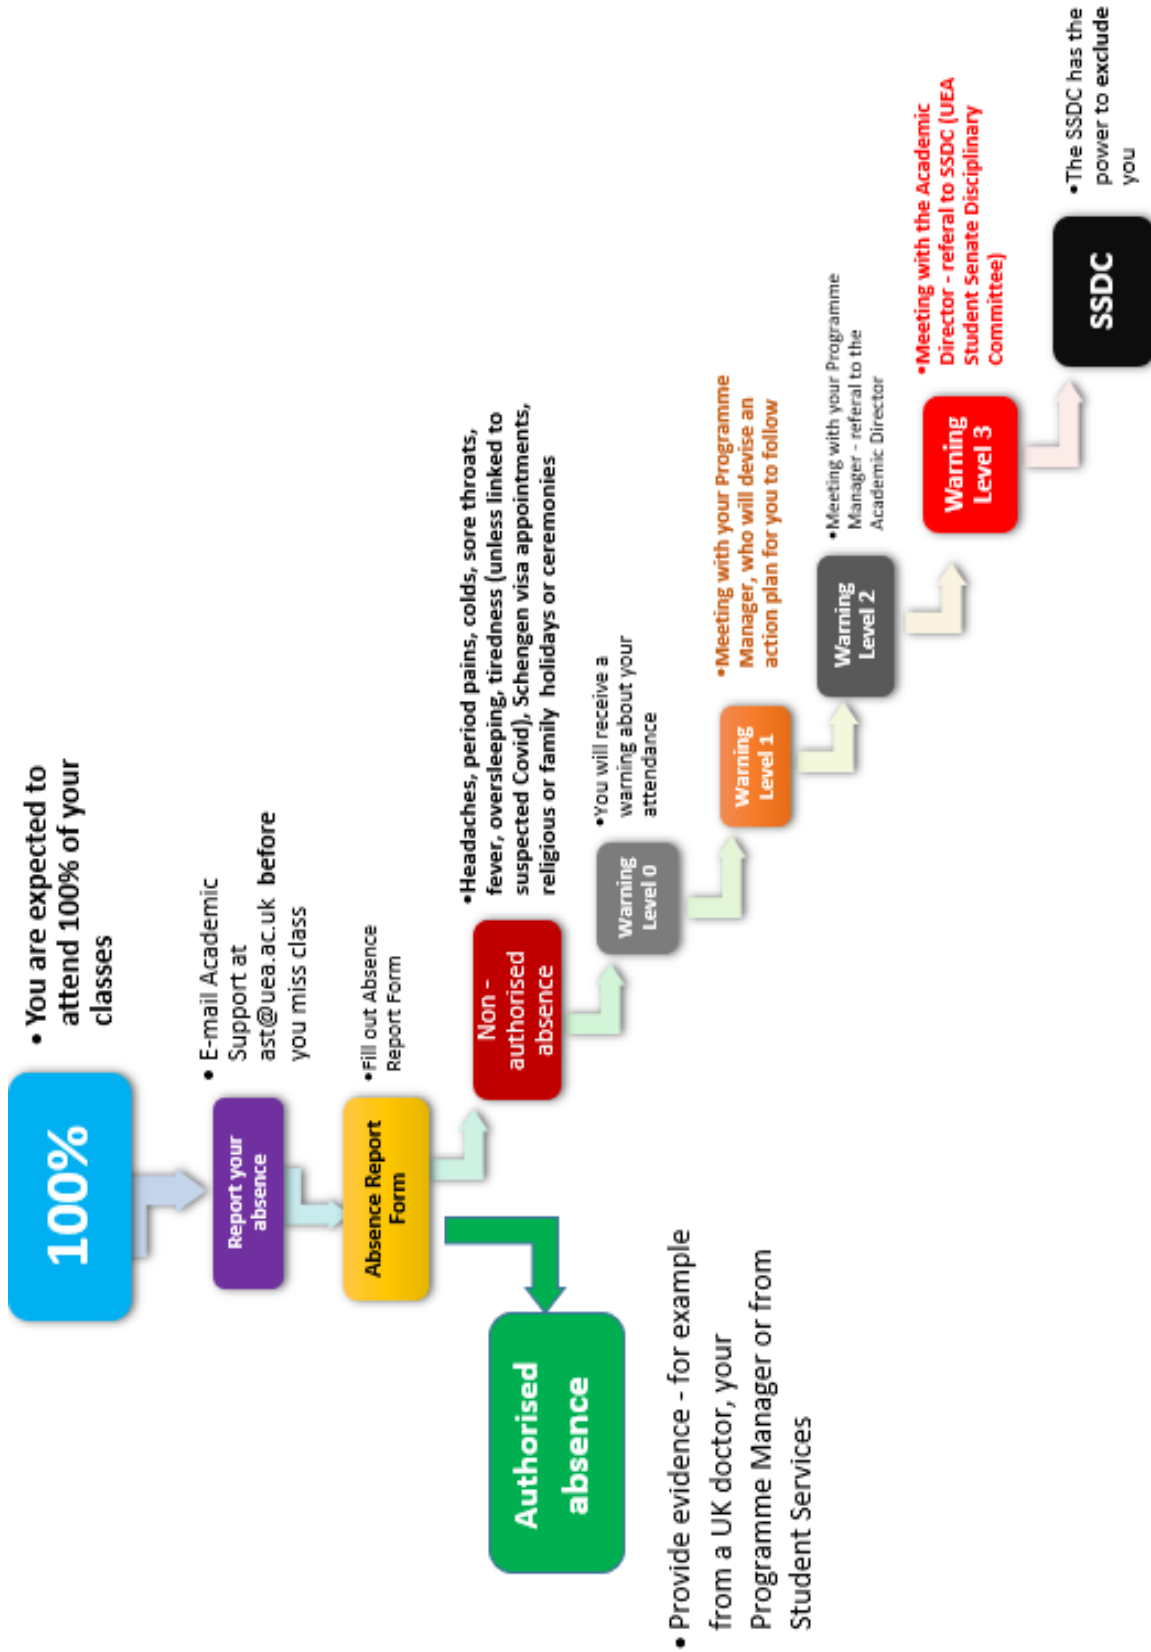 100%
• You are expected to
attend 100% of your
classes
Report your
absence
• E-mail Academic
Support at
ast@uea.ac.uk before
you miss class
Absence Report
Form
•Fill out Absence
Report Form
Authorised
absence
• Provide evidence - for example
from a UK doctor, your
Programme Manager or from
Student Services
Non -
authorised
absence
•Headaches, period pains, colds, sore throats,
fever, oversleeping, tiredness (unless linked to
suspected Covid), Schengen visa appointments,
religious or family holidays or ceremonies
Warning
Level 0
•You will receive a
warning about your
attendance
Warning
Level 1
•Meeting with your Programme
Manager, who will devise an
action plan for you to follow
Warning
Level 2
•Meeting with your Programme
Manager - referal to the
Academic Director
Warning
Level 3
•Meeting with the Academic
Director - referal to SSDC (UEA
Student Senate Disciplinary
Committee)
SSDC
•The SSDC has the
power to exclude
you